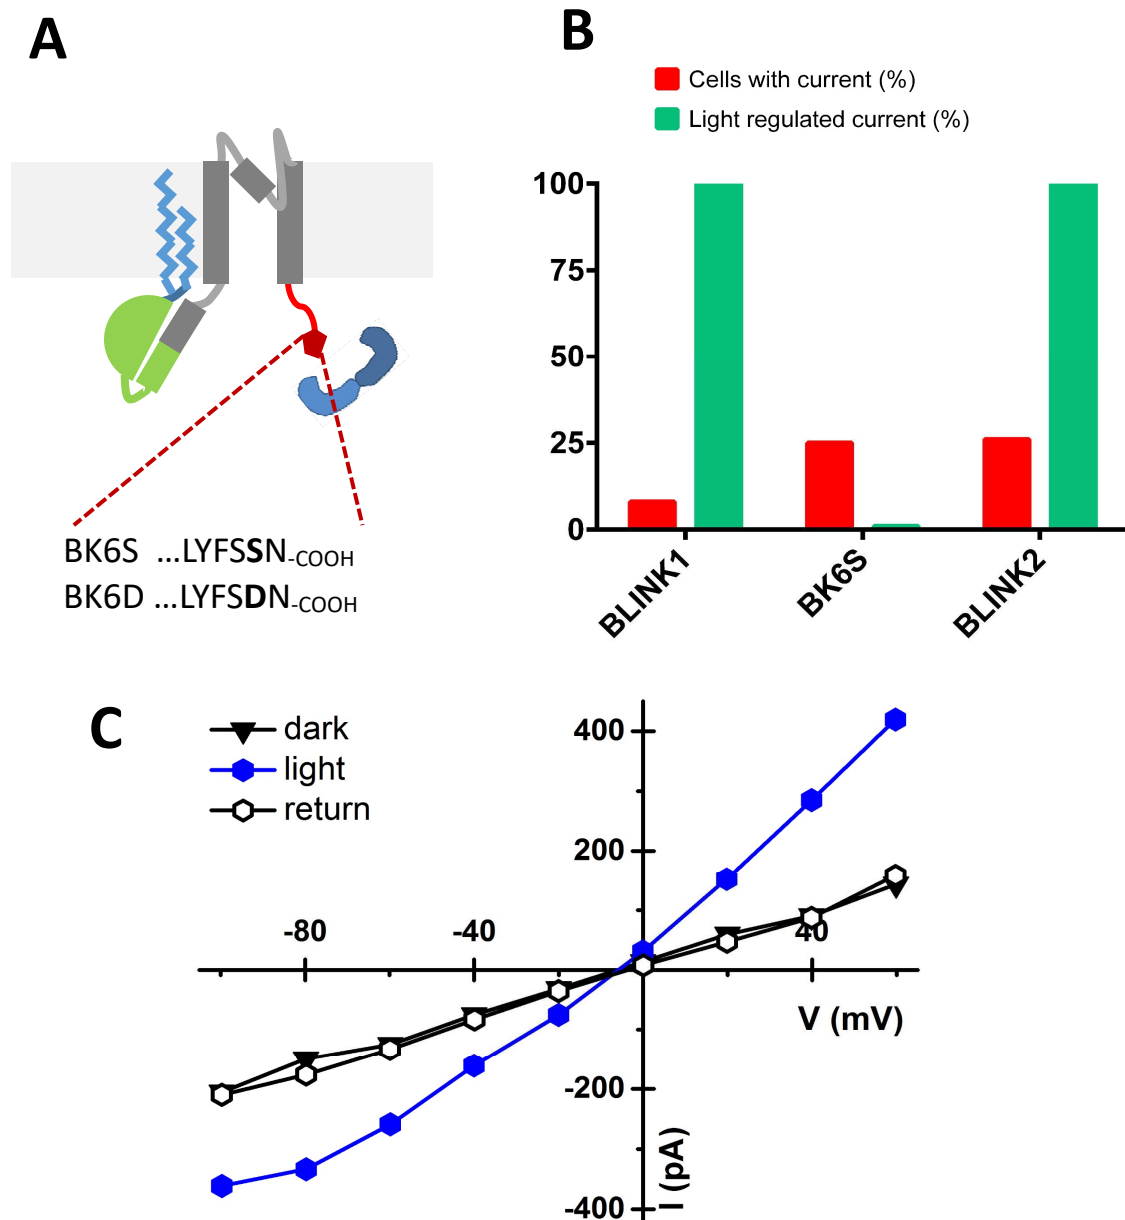 A
BK6S ...LYFSSSN-COOH
BK6D ...LYFSDN-COOH
B
Cells with current (%)
Light regulated current (%)
100
75
50
25
0
BLINK1
BK6S
BLINK2
C
dark
light
return
400
200
-80
-40
40
V (mV)
-200
I (pA)
-400